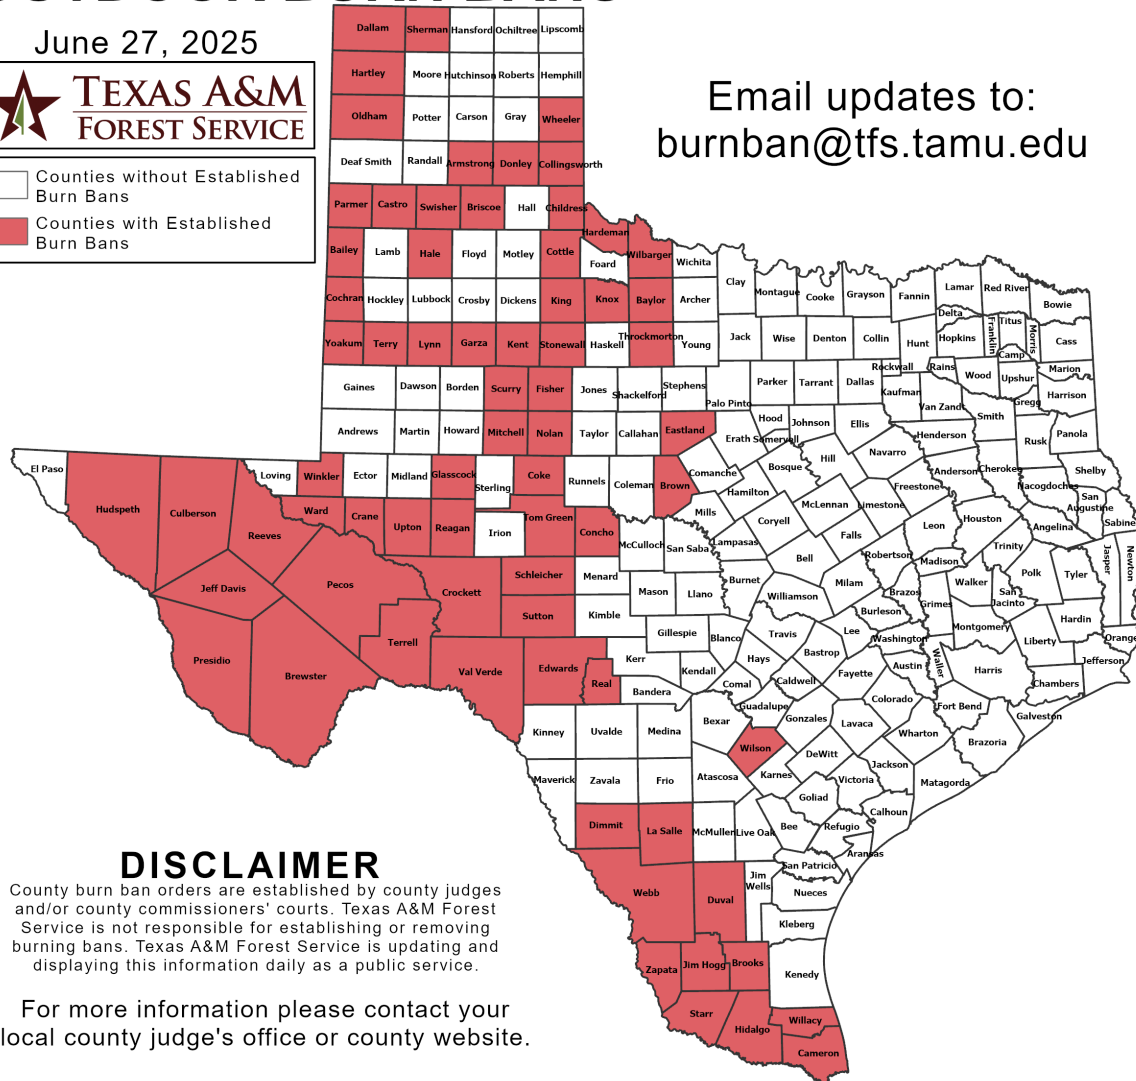 June 27, 2025
TEXAS A&M
FOREST SERVICE
Counties without Established
Burn Bans
Counties with Established
Burn Bans
Email updates to:
burnban@tfs.tamu.edu
Dallam Sherman Hansford Ochiltree Lipscomb
Hartley Moore Hutchinson Roberts Hemphill
Oldham Potter Carson Gray Wheeler
Deaf Smith Randall Armstrong Donley Collingsworth
Parmer Castro Swisher Briscoe Hall Childress
Hardeman
Bailey Lamb Hale Floyd Motley Cottle Foard Wilbarger Wichita
Clay Montague Cooke Grayson Fannin Lamar Red River Bowie
Cochran Hockley Lubbock Crosby Dickens King Knox Baylor Archer
Delta Franklin Titus Morris Cass
Yoakum Terry Lynn Garza Kent Stonewall Haskell Throckmorton Young Jack Wise Denton Collin Hunt Hopkins
Camp
Rockwall Rains Wood Upshur Marion
Gaines Dawson Borden Scurry Fisher Jones Shackelford Stephens Palo Pinto Parker Tarrant Dallas Kaufman Van Zandt Gregg Harrison
Smith
Andrews Martin Howard Mitchell Nolan Taylor Callahan Eastland Erath Hood Somervell Johnson Ellis Henderson Rusk Panola
El Paso Loving Winkler Ector Midland Glasscock Sterling Coke Runnels Coleman Brown Comanche Bosque Hill Navarro Anderson Cherokee Shelby
Hamilton Freestone Nacogdoches
San
Augustine
Hudspeth Culberson Reeves Ward Crane Upton Reagan Irion Tom Green Concho Mills Coryell McLennan Limestone Leon Houston Angelina Sabine
McCulloch San Saba Lampasas Falls
Bell Robertson Madison Trinity Jasper Newton
Jeff Davis Pecos Crockett Schleicher Menard Mason Llano Burnet Williamson Milam Brazos Walker Polk Tyler
Grimes
San
Jacinto
Sutton Kimble Burleson Hardin
Terrell Gillespie Blanco Travis Lee Washington Montgomery Liberty Orange
Presidio Brewster Val Verde Edwards Real Kerr Kendall Hays Bastrop Austin Waller Harris Jefferson
Bandera Comal Caldwell Fayette Chambers
Guadalupe Colorado Fort Bend Galveston
Kinney Uvalde Medina Bexar Wilson Gonzales Lavaca Wharton Brazoria
DeWitt
Maverick Zavala Frio Atascosa Karnes Victoria Jackson Matagorda
Goliad Calhoun
Dimmit La Salle McMullen Live Oak Bee Refugio
Aransas
San Patricio
Webb Duval
Jim
Wells
Nueces
Kleberg
Zapata Jim Hogg Brooks Kenedy
Starr Hidalgo Willacy
Cameron
DISCLAIMER
County burn ban orders are established by county judges
and/or county commissioners' courts. Texas A&M Forest
Service is not responsible for establishing or removing
burning bans. Texas A&M Forest Service is updating and
displaying this information daily as a public service.
For more information please contact your
local county judge's office or county website.